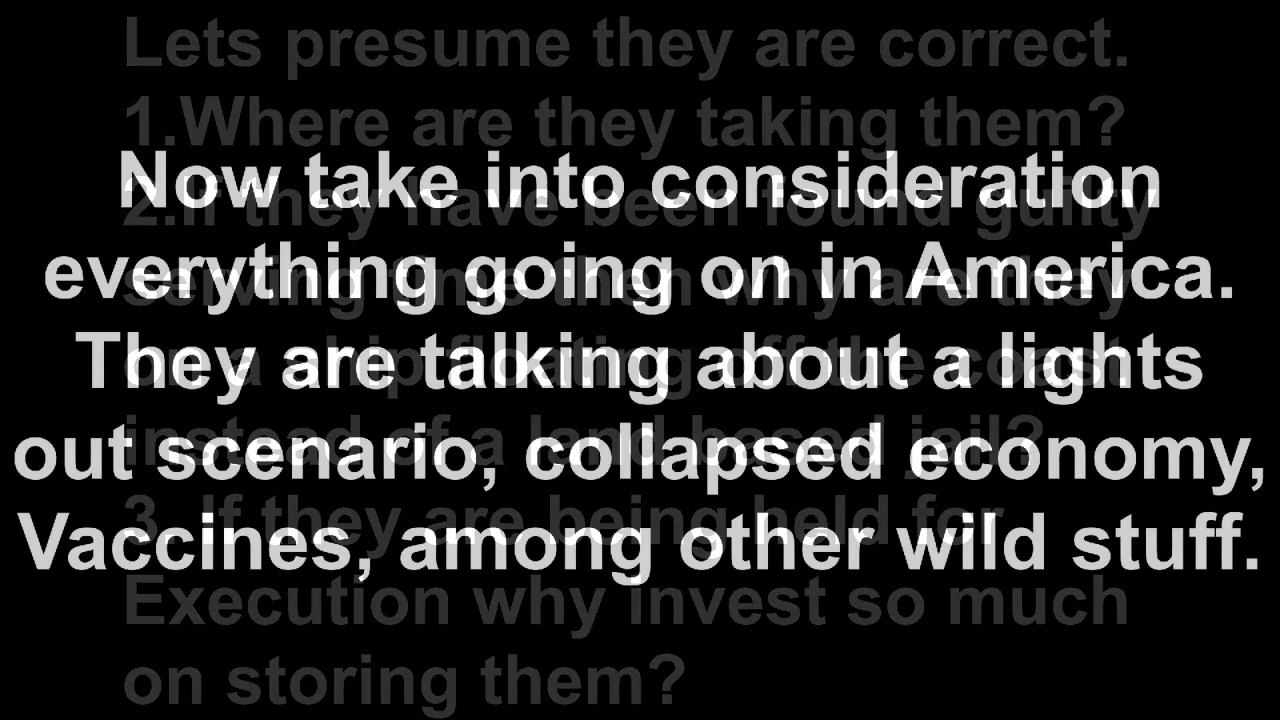 Lets presume they are correct.
1.Where are they taking them?
Now take into consideration
2.If they have been found guilty
everything going on in America.
serving time then why are they
They are talking about a lights
on a ship floating off the coast
out scenario, collapsed economy,
instead of a land based jail?
Vaccines, among other wild stuff.
3. If they are being held for
Execution why invest so much
on storing them?